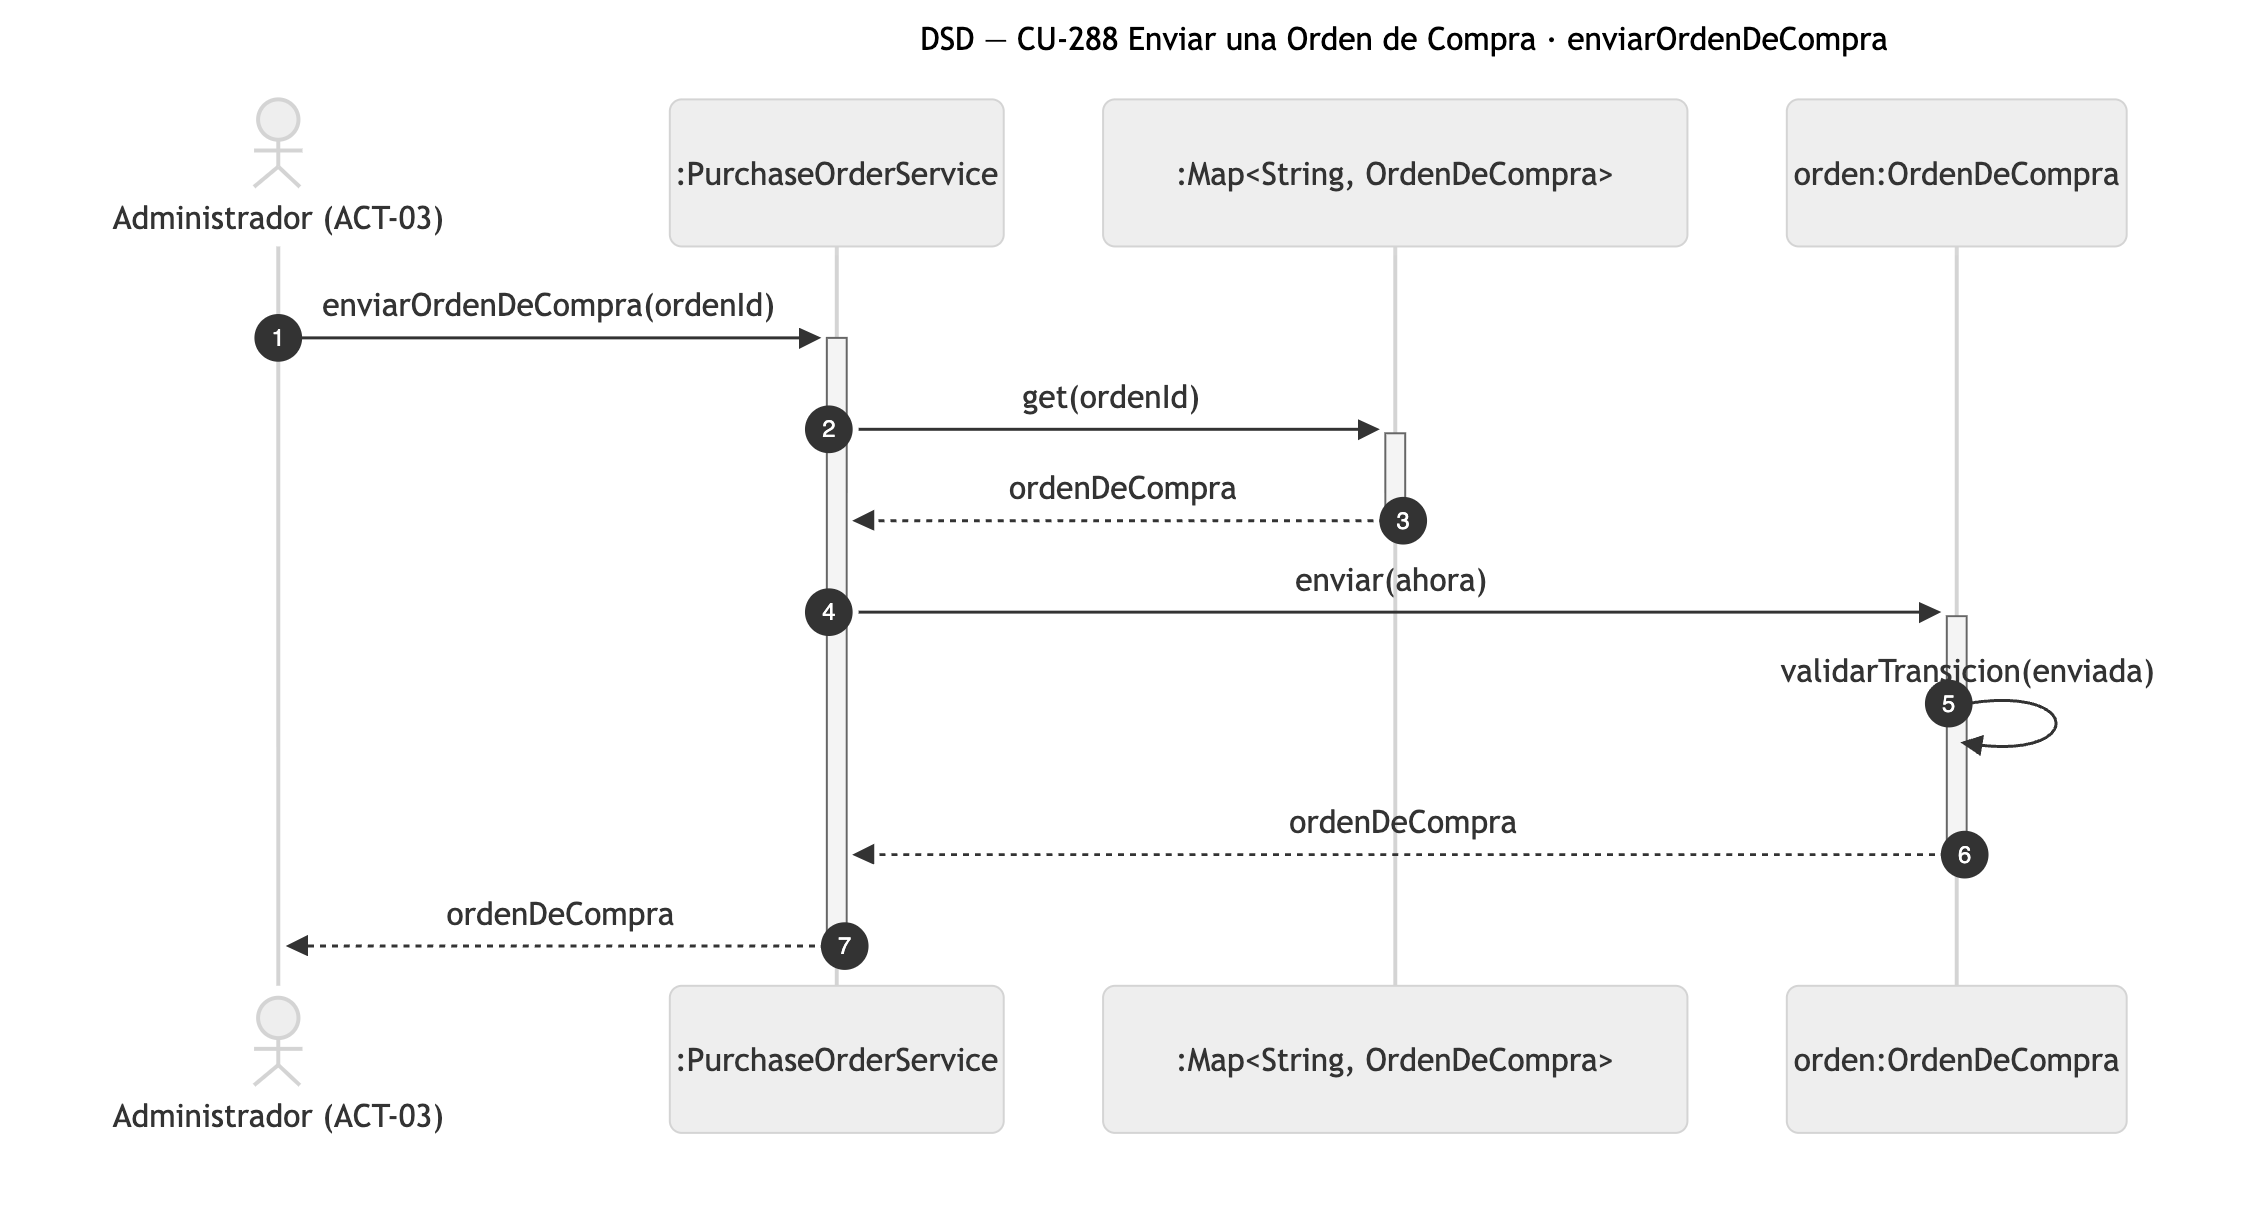 DSD — CU-288 Enviar una Orden de Compra · enviarOrdenDeCompra
Administrador (ACT-03)
:PurchaseOrderService
:Map<String, OrdenDeCompra>
orden:OrdenDeCompra
enviarOrdenDeCompra(ordenId)
1
get(ordenId)
2
ordenDeCompra
3
enviar(ahora)
4
validarTransicion(enviada)
5
ordenDeCompra
6
ordenDeCompra
7
Administrador (ACT-03)
:PurchaseOrderService
:Map<String, OrdenDeCompra>
orden:OrdenDeCompra